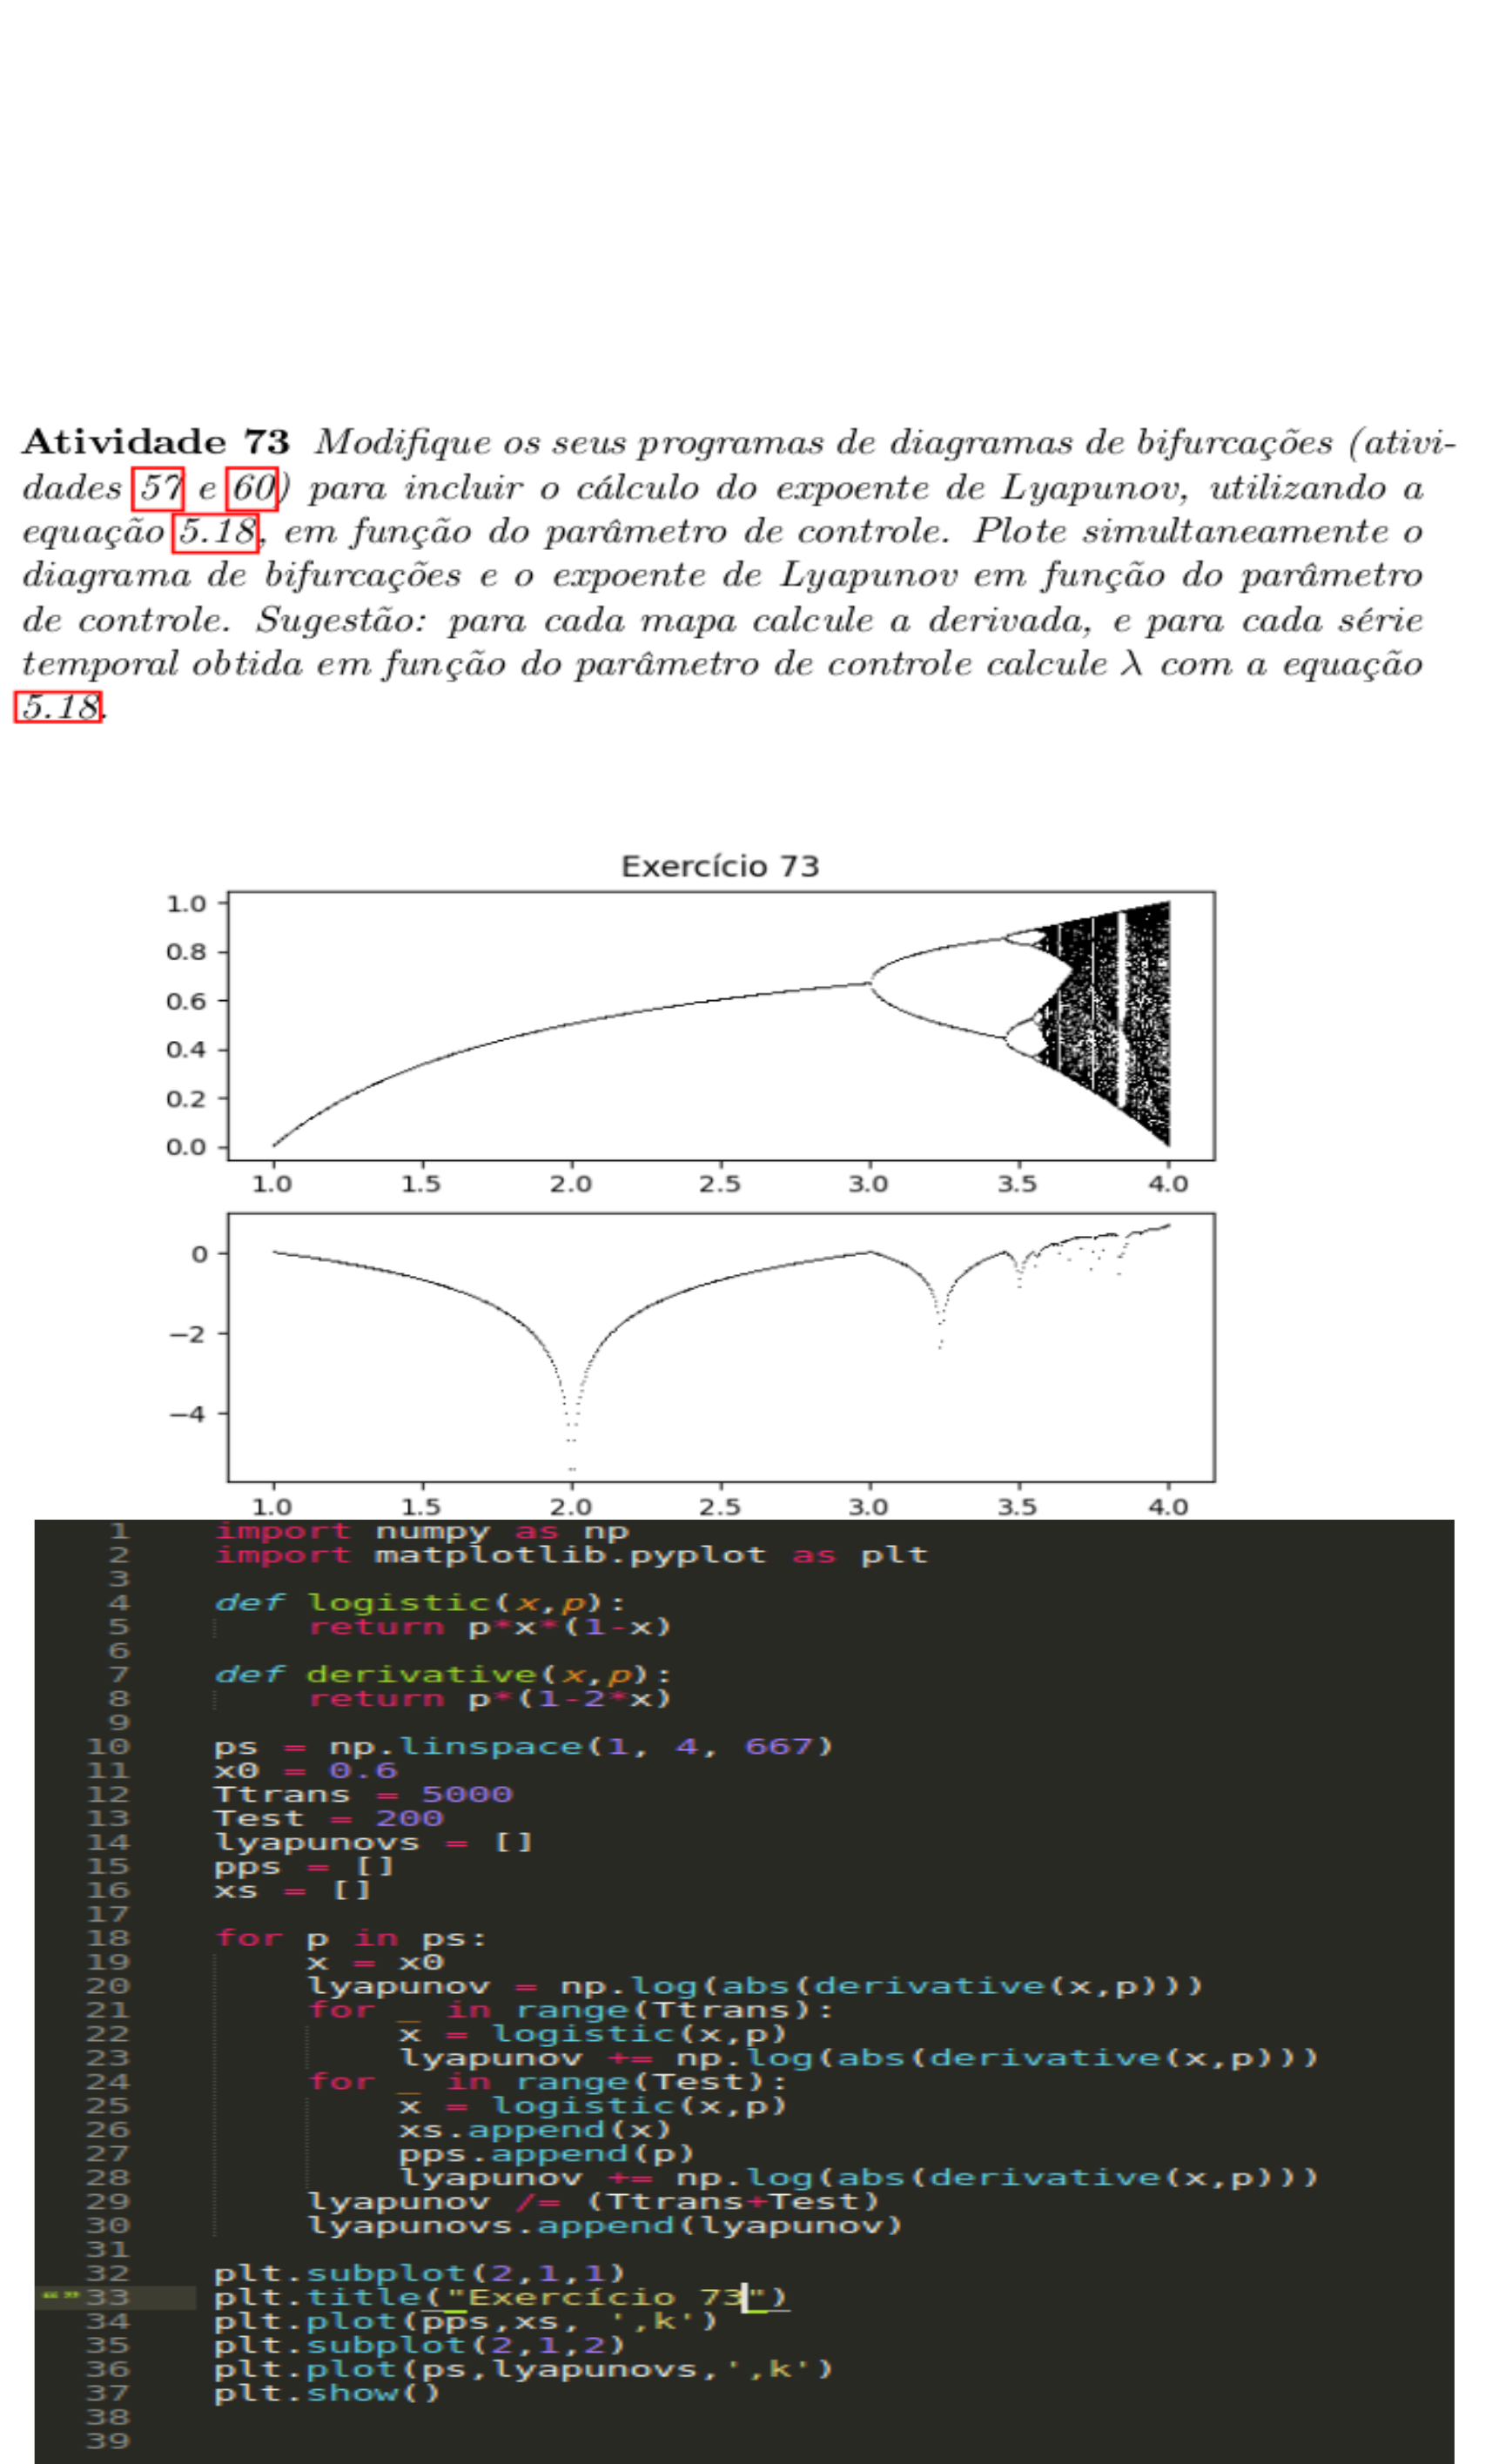 Atividade 73 Modifique os seus programas de diagramas de bifurcações (ativi-
dades 57 e 60) para incluir o cálculo do expoente de Lyapunov, utilizando a
equação 5.18, em função do parâmetro de controle. Plote simultaneamente o
diagrama de bifurcações e o expoente de Lyapunov em função do parâmetro
de controle. Sugestão: para cada mapa calcule a derivada, e para cada série
temporal obtida em função do parâmetro de controle calcule λ com a equação
5.18.
Exercício 73
1.0
0.8
0.6
0.4
0.2
0.0
1.0 1.5 2.0 2.5 3.0 3.5 4.0
0
−2
−4
1.0 1.5 2.0 2.5 3.0 3.5 4.0
1 import numpy as np
2 import matplotlib.pyplot as plt
3
4 def logistic(x,p):
5     return p*x*(1-x)
6
7 def derivative(x,p):
8     return p*(1-2*x)
9
10 ps = np.linspace(1, 4, 667)
11 x0 = 0.6
12 Ttrans = 5000
13 Test = 200
14 lyapunovs = []
15 pps = []
16 xs = []
17
18 for p in ps:
19     x = x0
20     lyapunov = np.log(abs(derivative(x,p)))
21     for _ in range(Ttrans):
22         x = logistic(x,p)
23         lyapunov += np.log(abs(derivative(x,p)))
24     for _ in range(Test):
25         x = logistic(x,p)
26         xs.append(x)
27         pps.append(p)
28         lyapunov += np.log(abs(derivative(x,p)))
29     lyapunov /= (Ttrans+Test)
30     lyapunovs.append(lyapunov)
31
32 plt.subplot(2,1,1)
“” 33 plt.title("Exercício 73")
34 plt.plot(pps,xs, ',k')
35 plt.subplot(2,1,2)
36 plt.plot(ps,lyapunovs,',k')
37 plt.show()
38
39